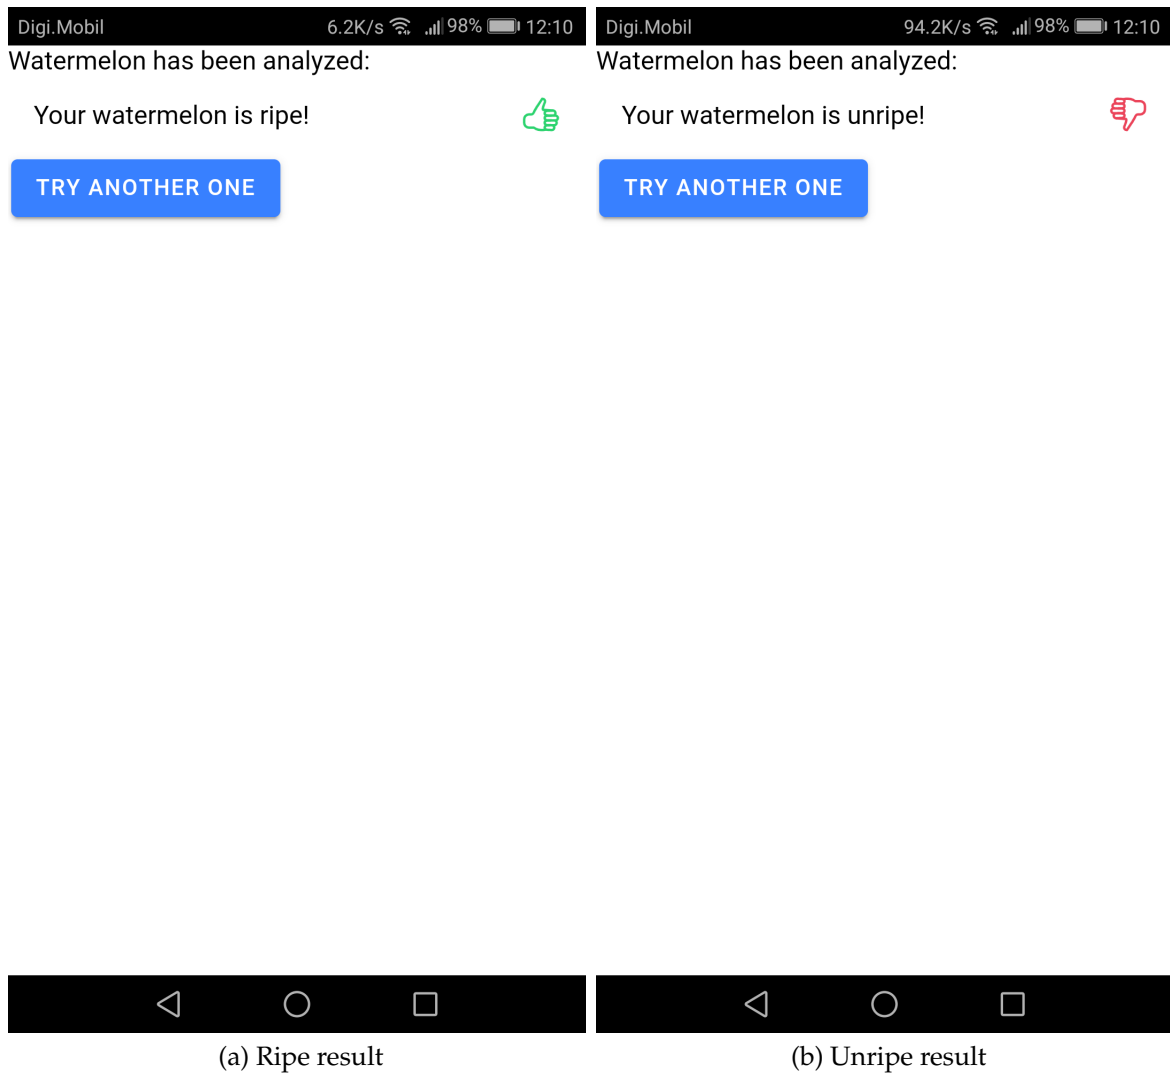 Digi.Mobil 6.2K/s 98% 12:10
Watermelon has been analyzed:
Your watermelon is ripe!
TRY ANOTHER ONE
(a) Ripe result
Digi.Mobil 94.2K/s 98% 12:10
Watermelon has been analyzed:
Your watermelon is unripe!
TRY ANOTHER ONE
(b) Unripe result